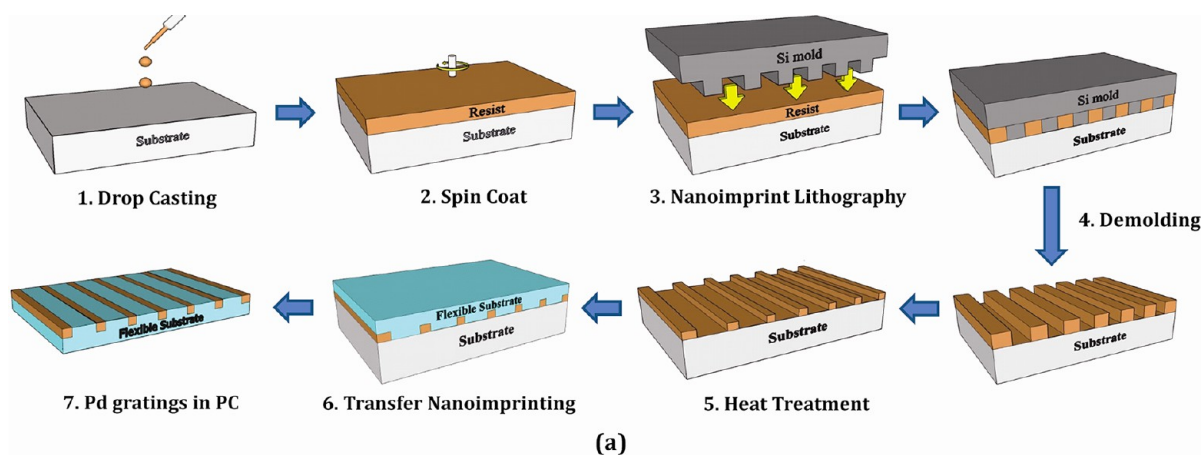 Substrate
1. Drop Casting
Resist
Substrate
2. Spin Coat
Si mold
Resist
Substrate
3. Nanoimprint Lithography
Si mold
Substrate
4. Demolding
Substrate
Substrate
5. Heat Treatment
Flexible Substrate
Substrate
6. Transfer Nanoimprinting
Flexible Substrate
7. Pd gratings in PC
(a)